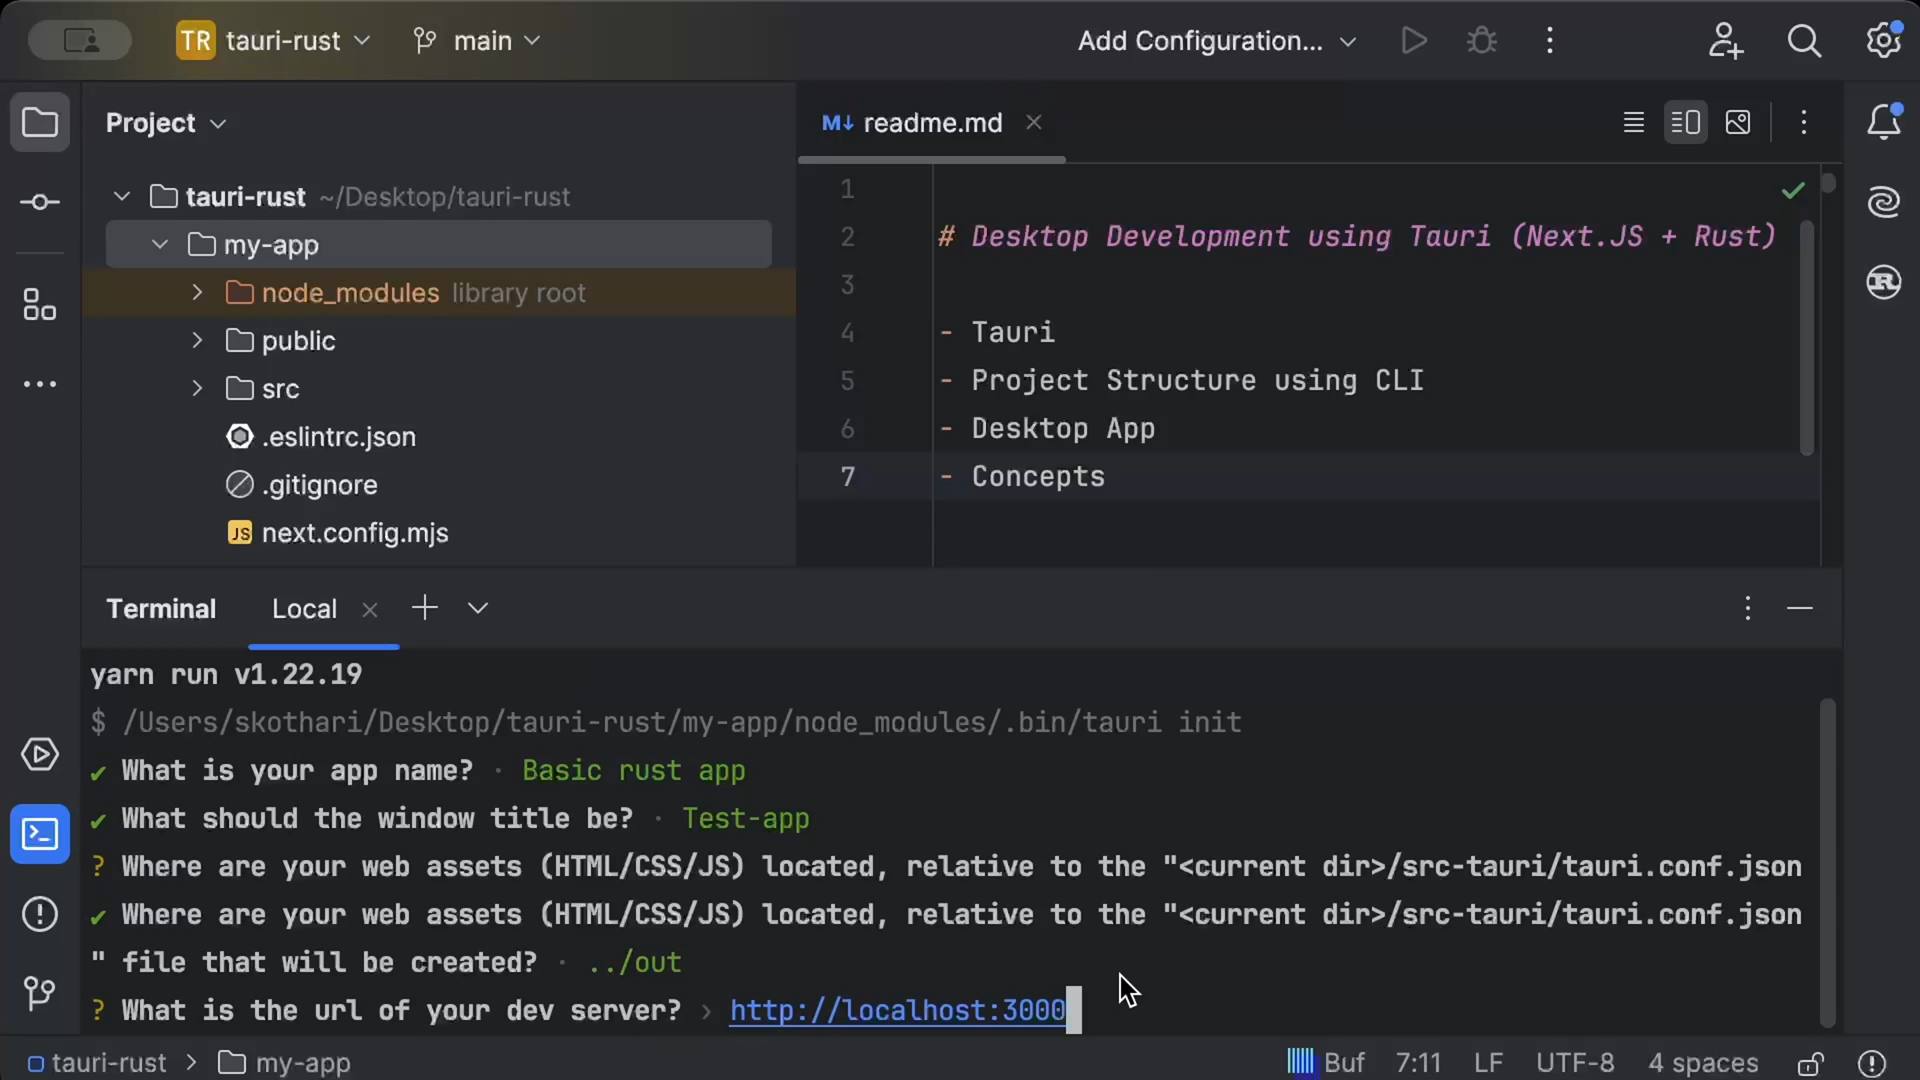 TR tauri-rust
main
Add Configuration...
Project
tauri-rust ~/Desktop/tauri-rust
my-app
node_modules library root
public
src
.eslintrc.json
.gitignore
JS next.config.mjs
M↓ readme.md
1
2 # Desktop Development using Tauri (Next.JS + Rust)
3
4 - Tauri
5 - Project Structure using CLI
6 - Desktop App
7 - Concepts
Terminal Local
yarn run v1.22.19
$ /Users/skothari/Desktop/tauri-rust/my-app/node_modules/.bin/tauri init
✔ What is your app name? · Basic rust app
✔ What should the window title be? · Test-app
? Where are your web assets (HTML/CSS/JS) located, relative to the "<current dir>/src-tauri/tauri.conf.json
✔ Where are your web assets (HTML/CSS/JS) located, relative to the "<current dir>/src-tauri/tauri.conf.json
" file that will be created? · ../out
? What is the url of your dev server? › http://localhost:3000
tauri-rust > my-app
Buf 7:11 LF UTF-8 4 spaces